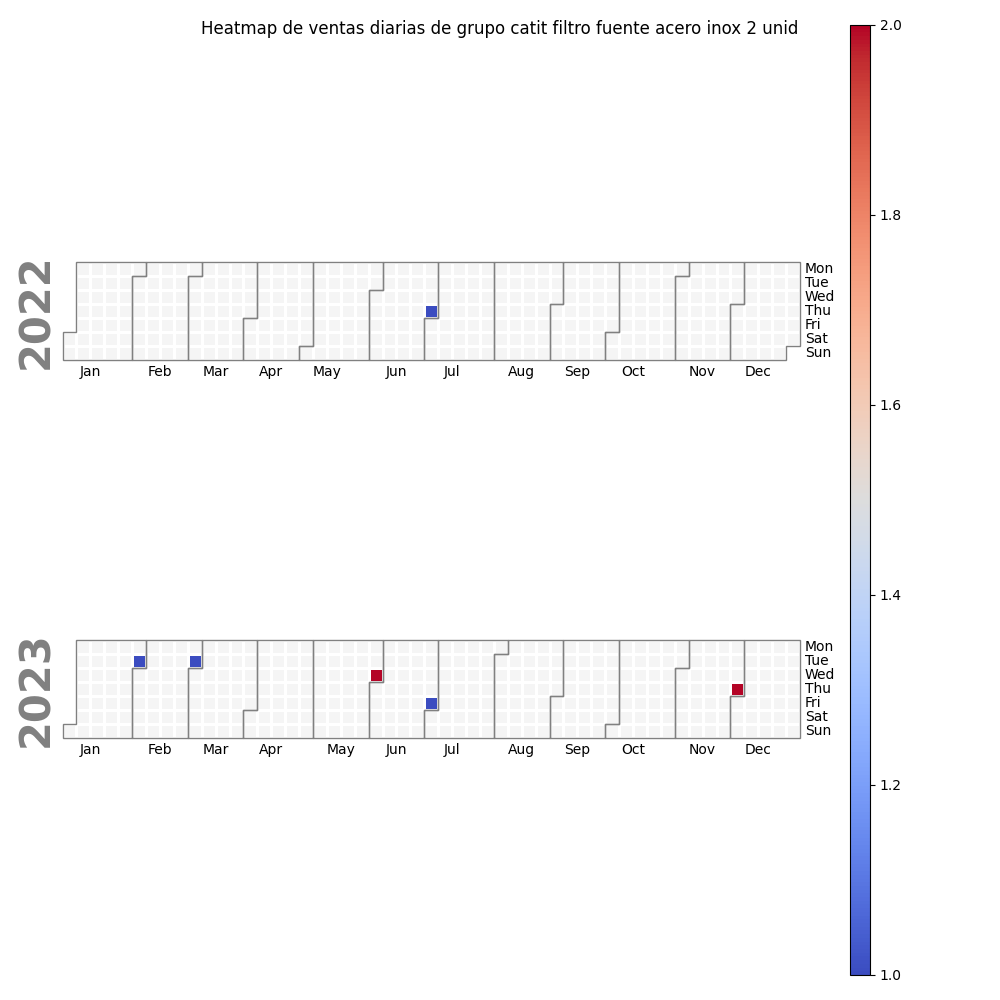 Heatmap de ventas diarias de grupo catit filtro fuente acero inox 2 unid
2022
Mon
Tue
Wed
Thu
Fri
Sat
Sun
Jan Feb Mar Apr May Jun Jul Aug Sep Oct Nov Dec
2023
Mon
Tue
Wed
Thu
Fri
Sat
Sun
Jan Feb Mar Apr May Jun Jul Aug Sep Oct Nov Dec
2.0
1.8
1.6
1.4
1.2
1.0